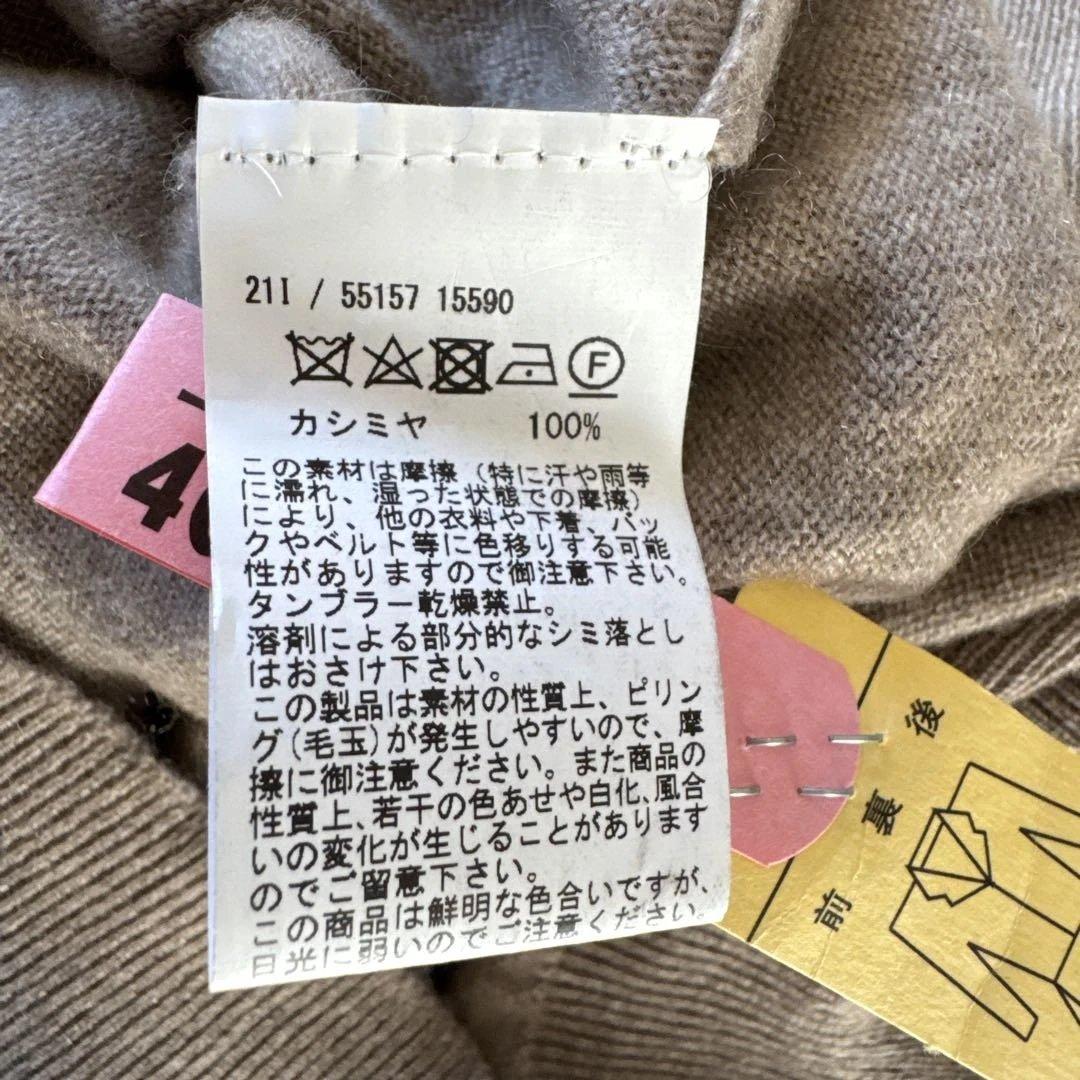 21I / 55157 15590
F
カシミヤ 100%
この素材は摩擦（特に汗や雨等
に濡れ、湿った状態での摩擦）
により、他の衣料や下着、バッ
クやベルト等に色移りする可能
性がありますので御注意下さい。
タンブラー乾燥禁止。
溶剤による部分的なシミ落とし
はおさけ下さい。
この製品は素材の性質上、ピリン
グ(毛玉)が発生しやすいので、摩
擦に御注意ください。また商品の
性質上、若干の色あせや白化、風合
いの変化が生じることがあります
のでご留意下さい。
この商品は鮮明な色合いですが、
日光に弱いのでご注意ください。
後
裏
前